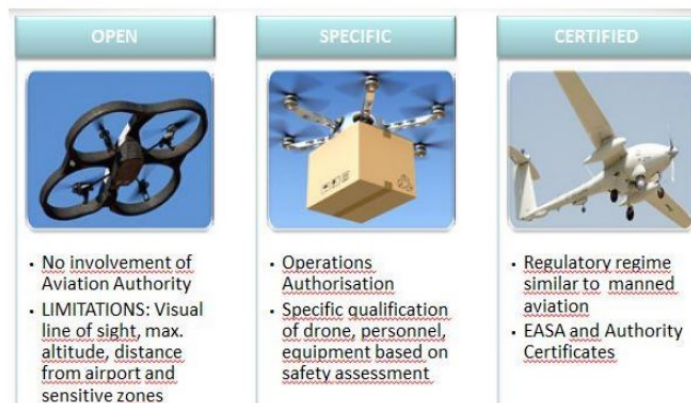 OPEN
No involvement of
Aviation Authority
LIMITATIONS: Visual
line of sight, max.
altitude, distance
from airport and
sensitive zones
SPECIFIC
Operations
Authorisation
Specific qualification
of drone, personnel,
equipment based on
safety assessment
CERTIFIED
Regulatory regime
similar to manned
aviation
EASA and Authority
Certificates